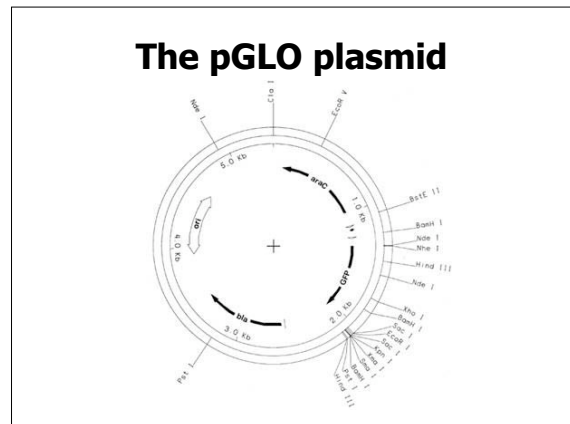 The pGLO plasmid
Cla I
EcoR V
BstE II
BamH I
Nde I
Nhe I
Hind III
Nde I
Xho I
BamH I
Sac I
EcoR I
Sac I
Kpn I
Xma I
Sma I
BamH I
Pst I
Hind III
Pst I
Nde I
5.0 Kb
1.0 Kb
2.0 Kb
3.0 Kb
4.0 Kb
araC
GFP
bla
ori